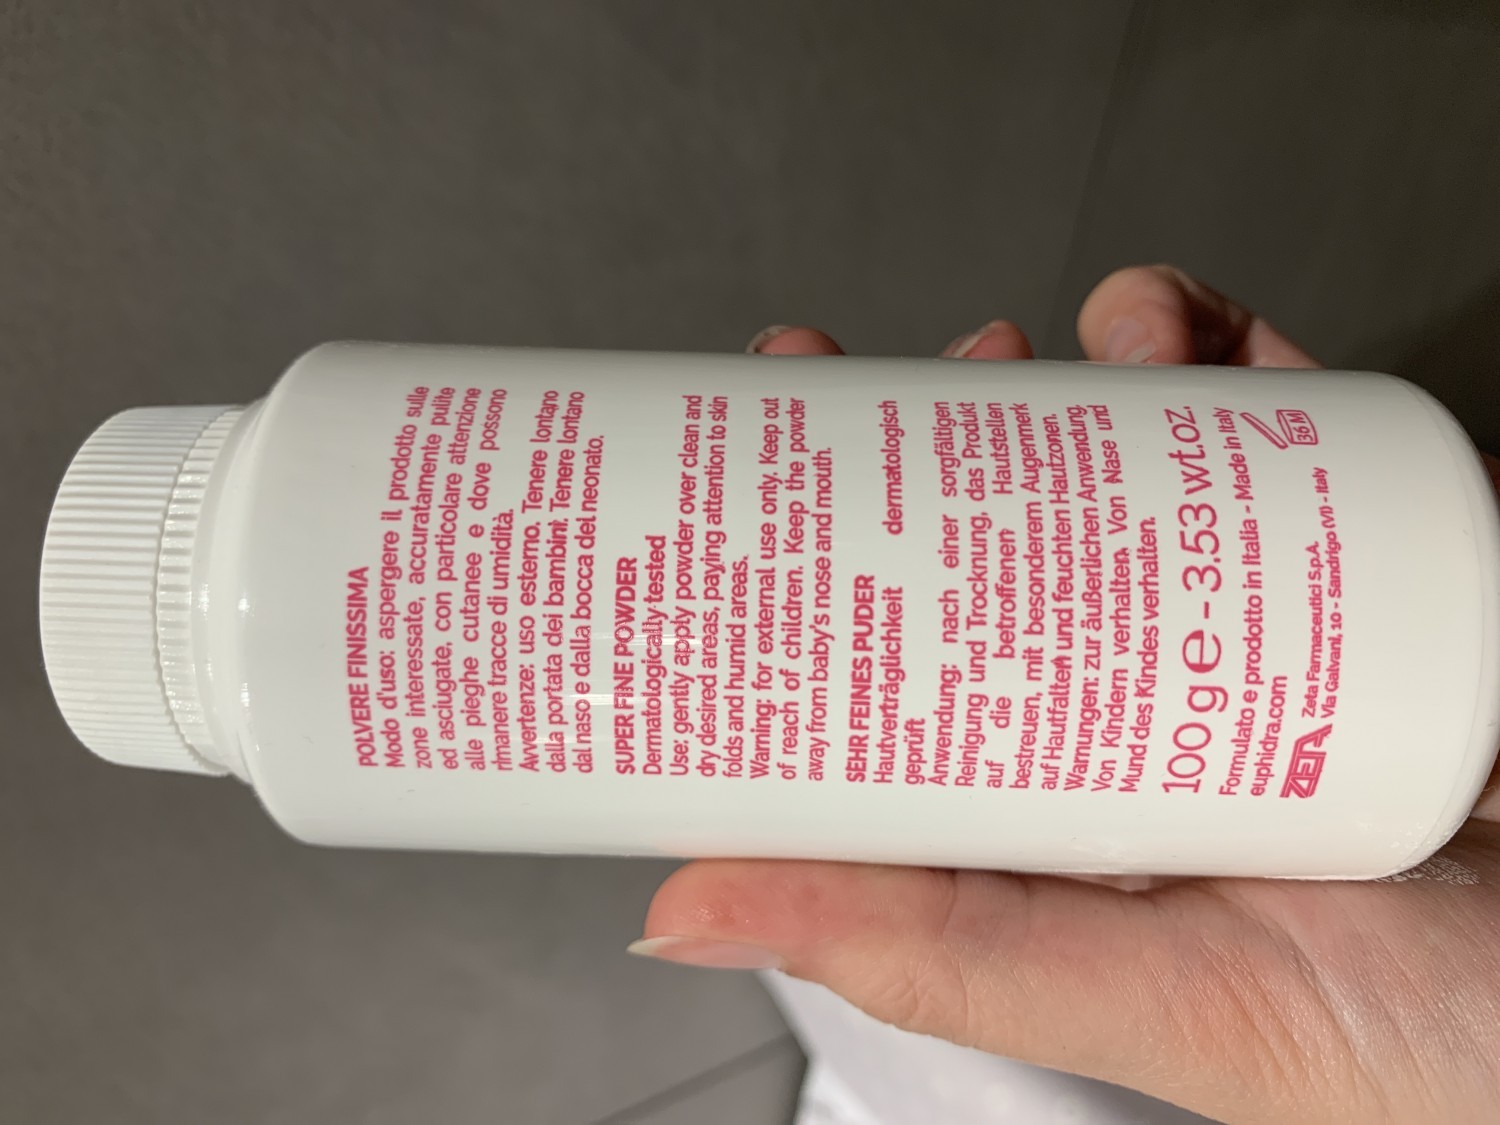 POLVERE FINISSIMA
Modo d'uso: aspergere il prodotto sulle
zone interessate, accuratamente pulite
ed asciugate, con particolare attenzione
alle pieghe cutanee e dove possono
rimanere tracce di umidità.
Avvertenze: uso esterno. Tenere lontano
dalla portata dei bambini. Tenere lontano
dal naso e dalla bocca del neonato.
SUPER FINE POWDER
Dermatologically tested
Use: gently apply powder over clean and
dry desired areas, paying attention to skin
folds and humid areas.
Warning: for external use only. Keep out
of reach of children. Keep the powder
away from baby's nose and mouth.
SEHR FEINES PUDER
Hautverträglichkeit dermatologisch
geprüft
Anwendung: nach einer sorgfältigen
Reinigung und Trocknung, das Produkt
auf die betroffenen Hautstellen
bestreuen, mit besonderem Augenmerk
auf Hautfalten und feuchten Hautzonen.
Warnungen: zur äußerlichen Anwendung.
Von Kindern verhalten. Von Nase und
Mund des Kindes verhalten.
100 g e - 3.53 wt.oz.
Formulato e prodotto in Italia - Made in Italy
euphidra.com
36 M
ZETA Zeta Farmaceutici S.p.A.
Via Galvani, 10 - Sandrigo (VI) - Italy